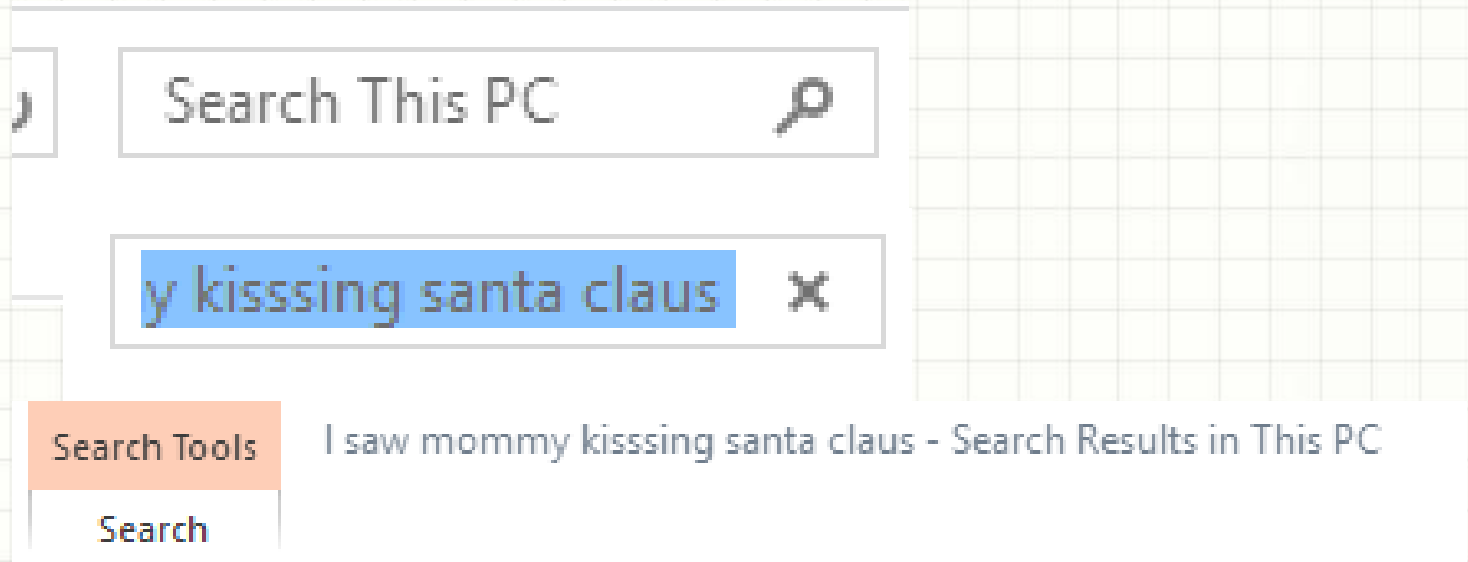 Search This PC
y kisssing santa claus
Search Tools
I saw mommy kisssing santa claus - Search Results in This PC
Search